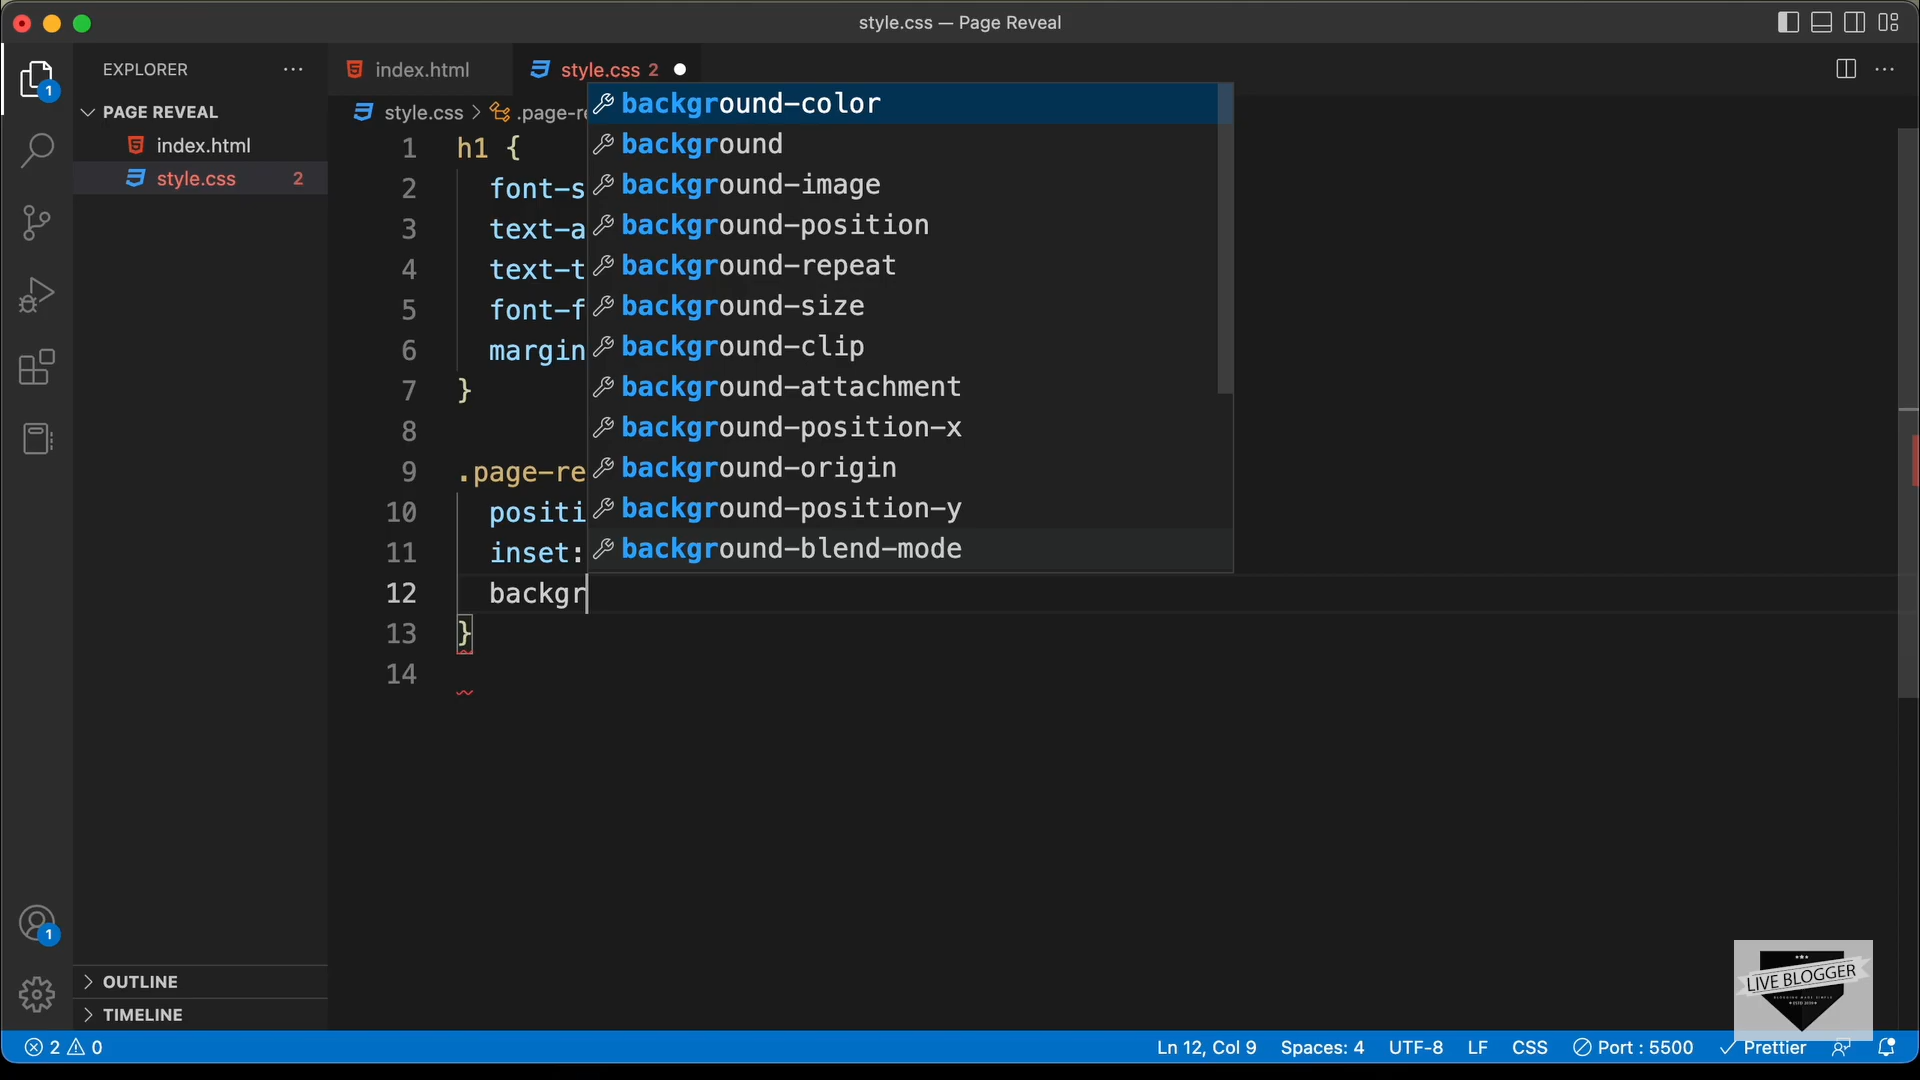 style.css — Page Reveal
EXPLORER
index.html
style.css 2
PAGE REVEAL
index.html
style.css 2
style.css > .page-re
1 h1 {
2 font-s
3 text-a
4 text-t
5 font-f
6 margin
7 }
8
9 .page-re
10 positi
11 inset:
12 backgr
13 }
14
background-color
background
background-image
background-position
background-repeat
background-size
background-clip
background-attachment
background-position-x
background-origin
background-position-y
background-blend-mode
1
1
OUTLINE
TIMELINE
LIVE BLOGGER
2 0
Ln 12, Col 9 Spaces: 4 UTF-8 LF CSS Port : 5500 Prettier